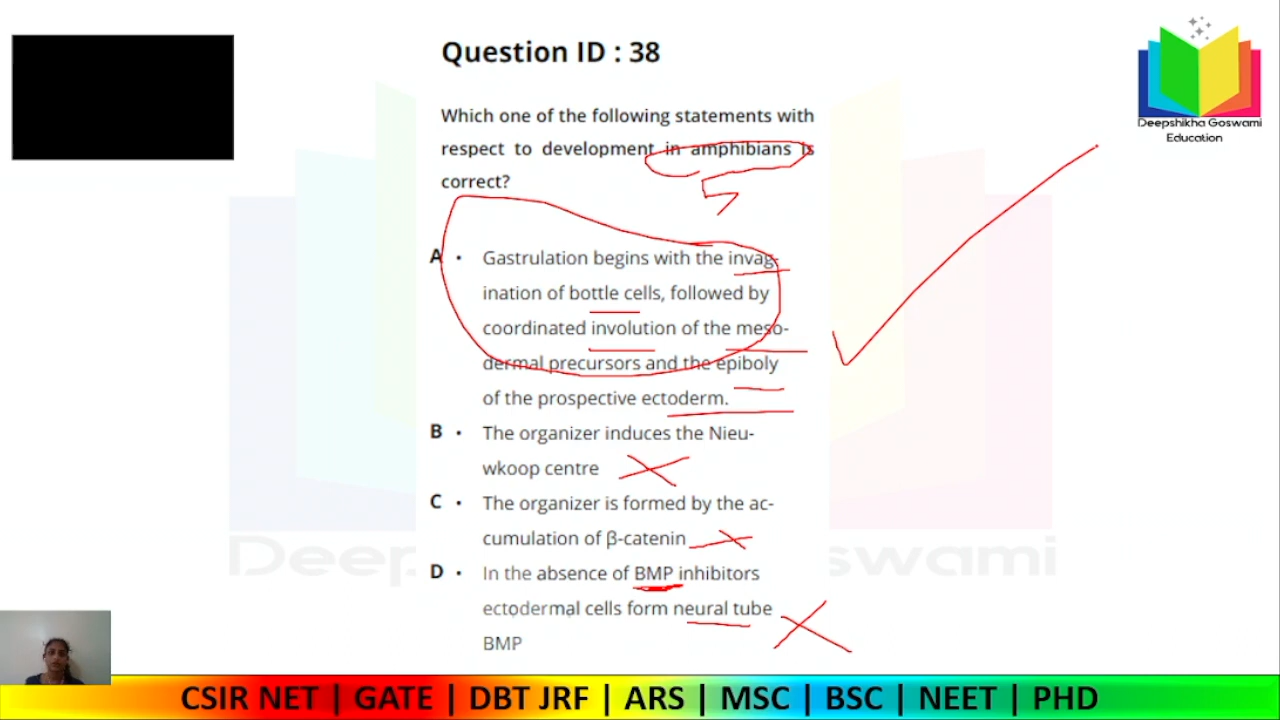 Question ID : 38
Deepshikha Goswami
Education
Which one of the following statements with
respect to development in amphibians is
correct?
A • Gastrulation begins with the invag-
ination of bottle cells, followed by
coordinated involution of the meso-
dermal precursors and the epiboly
of the prospective ectoderm.
B • The organizer induces the Nieu-
wkoop centre
C • The organizer is formed by the ac-
cumulation of β-catenin
D • In the absence of BMP inhibitors
ectodermal cells form neural tube
BMP
CSIR NET | GATE | DBT JRF | ARS | MSC | BSC | NEET | PHD